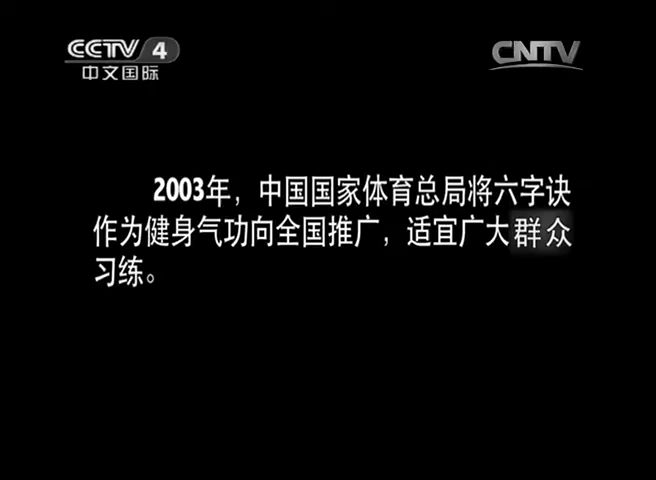 CCTV 4
中文国际
CNTV
2003年，中国国家体育总局将六字诀
作为健身气功向全国推广，适宜广大群众
习练。